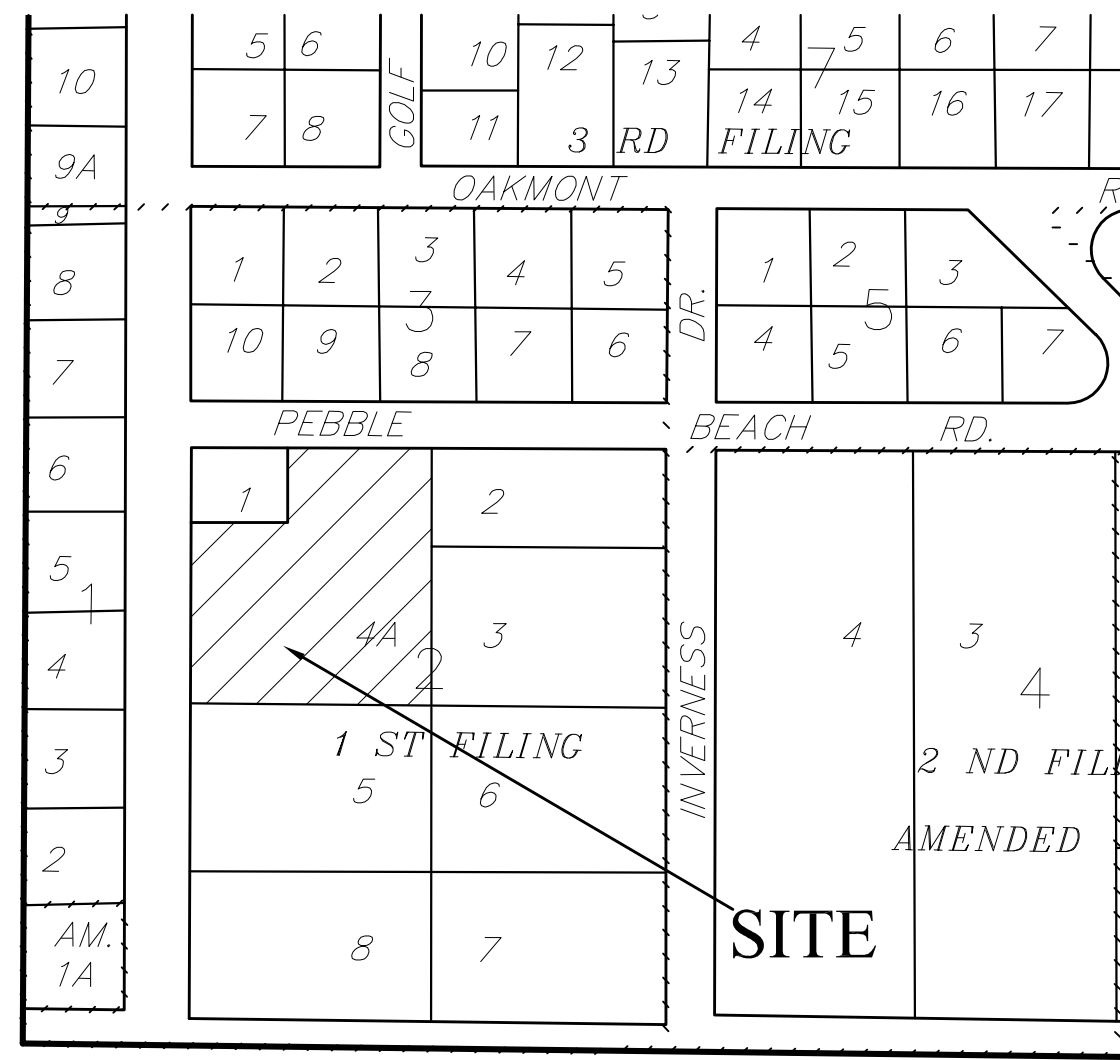 5 6
10
12
13
4 5 6 7
7
10
7 8
GOLF
11
14 15 16 17
3 RD FILING
9A
OAKMONT
9
8
1 2 3 4 5
3
10 9 8 7 6
DR.
1 2 3
5
4 5 6 7
7
PEBBLE BEACH RD.
6
1
2
5
1
4
4A
2
3
INVERNESS
4 3
4
3
1 ST FILING
2 ND
5 6
2
AMENDED
AM.
1A
8 7
SITE